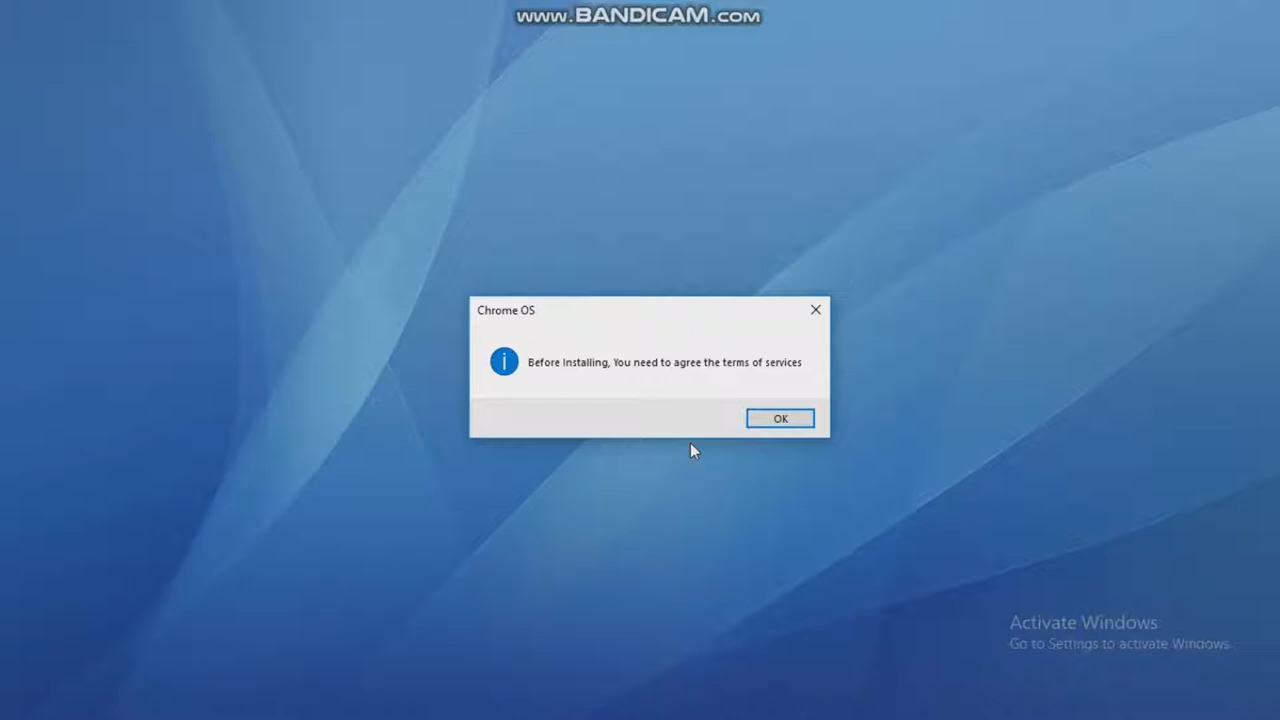 www.BANDICAM.com
Chrome OS
Before Installing, You need to agree the terms of services
OK
Activate Windows
Go to Settings to activate Windows.